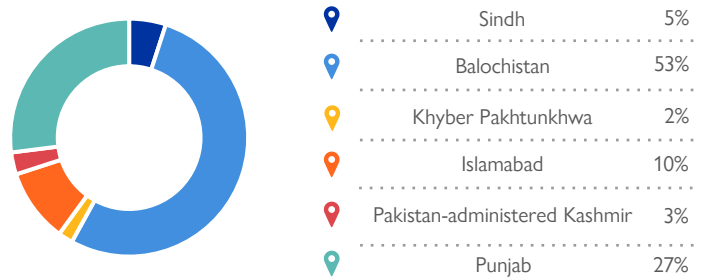 Sindh 5%
Balochistan 53%
Khyber Pakhtunkhwa 2%
Islamabad 10%
Pakistan-administered Kashmir 3%
Punjab 27%